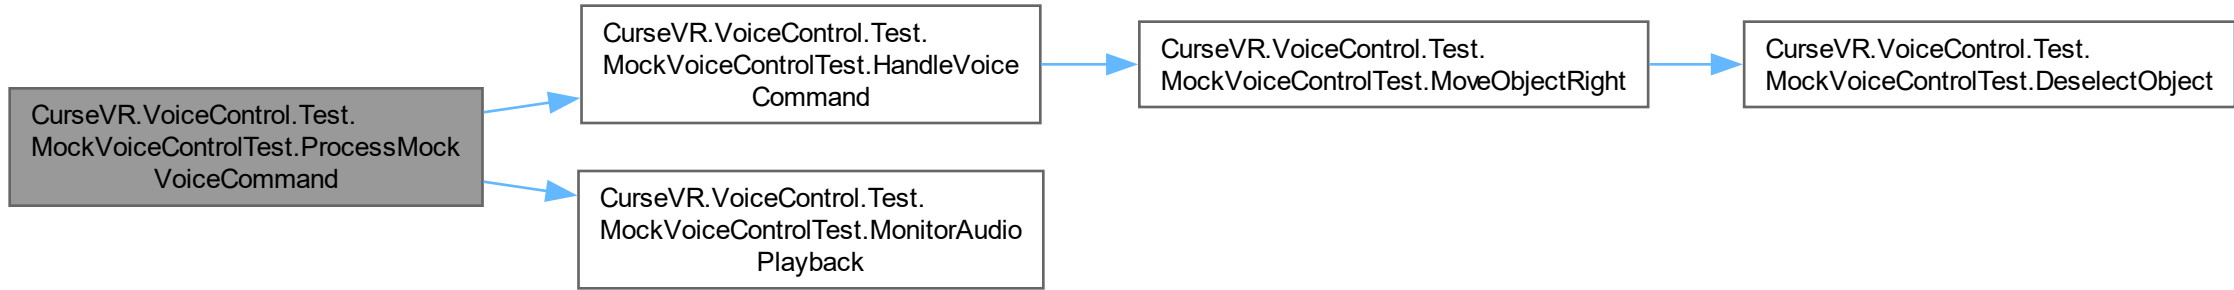 CurseVR.VoiceControl.Test.
MockVoiceControlTest.ProcessMock
VoiceCommand
CurseVR.VoiceControl.Test.
MockVoiceControlTest.HandleVoice
Command
CurseVR.VoiceControl.Test.
MockVoiceControlTest.MoveObjectRight
CurseVR.VoiceControl.Test.
MockVoiceControlTest.DeselectObject
CurseVR.VoiceControl.Test.
MockVoiceControlTest.MonitorAudio
Playback